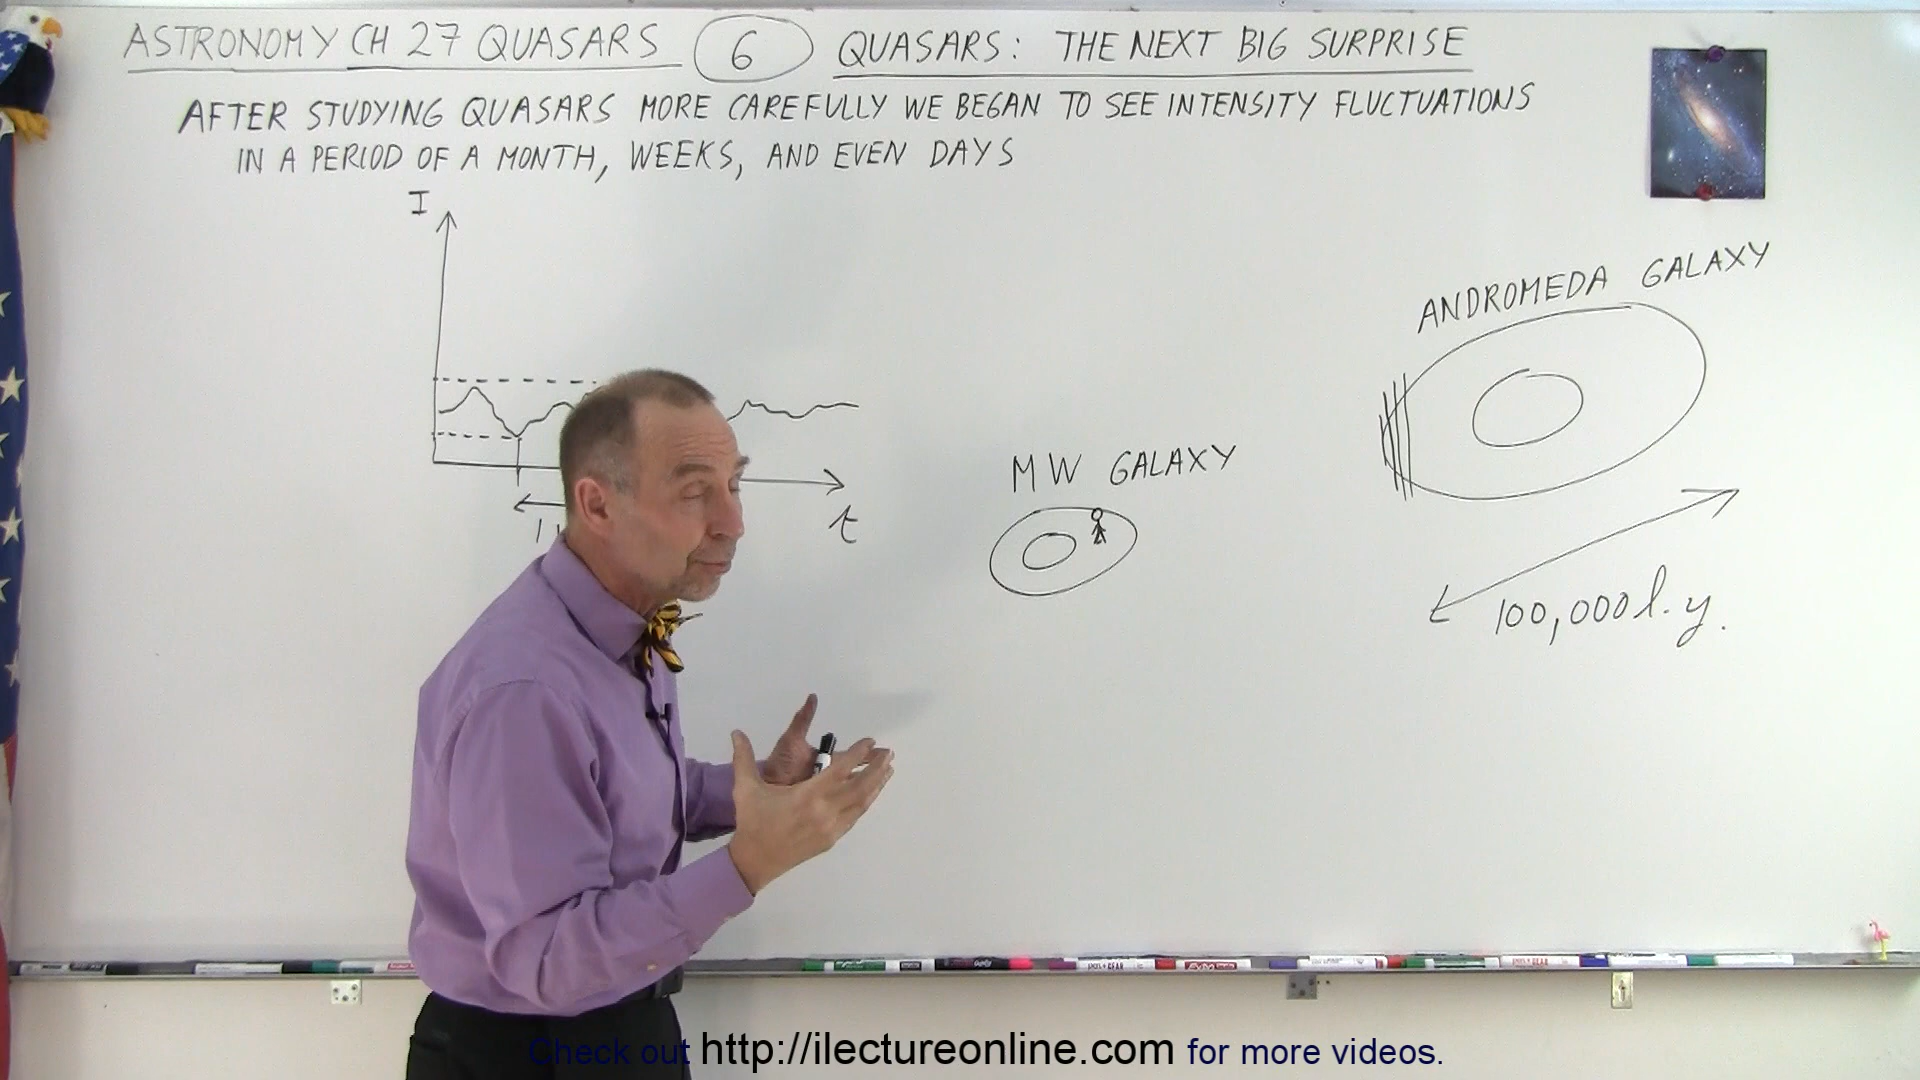 ASTRONOMY CH 27 QUASARS 6 QUASARS: THE NEXT BIG SURPRISE
AFTER STUDYING QUASARS MORE CAREFULLY WE BEGAN TO SEE INTENSITY FLUCTUATIONS
IN A PERIOD OF A MONTH, WEEKS, AND EVEN DAYS
I
t
MW GALAXY
ANDROMEDA GALAXY
100,000 l.y.
Check out http://ilectureonline.com for more videos.